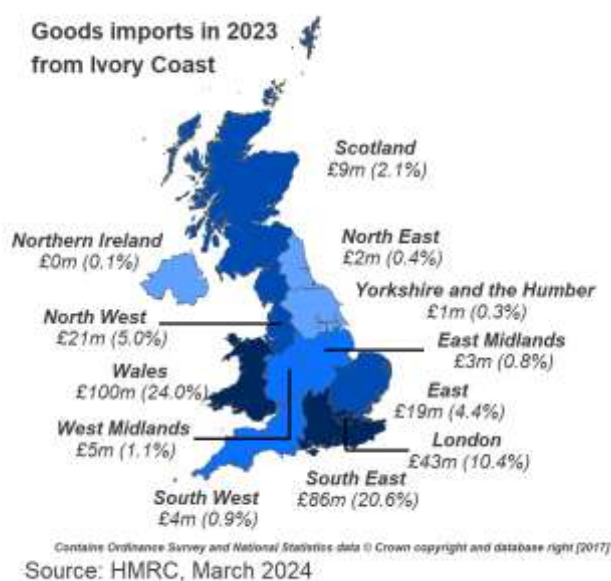 Goods imports in 2023
from Ivory Coast
Scotland
£9m (2.1%)
Northern Ireland
£0m (0.1%)
North East
£2m (0.4%)
Yorkshire and the Humber
£1m (0.3%)
North West
£21m (5.0%)
East Midlands
£3m (0.8%)
Wales
£100m (24.0%)
East
£19m (4.4%)
West Midlands
£5m (1.1%)
London
£43m (10.4%)
South East
£86m (20.6%)
South West
£4m (0.9%)
Contains Ordinance Survey and National Statistics data © Crown copyright and database right [2017]
Source: HMRC, March 2024